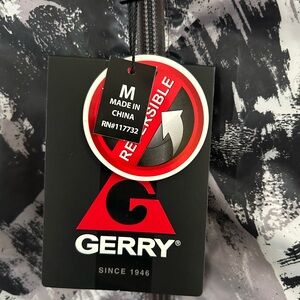 M
MADE IN
CHINA
RN#117732
REVERSIBLE
G
GERRY®
SINCE 1946